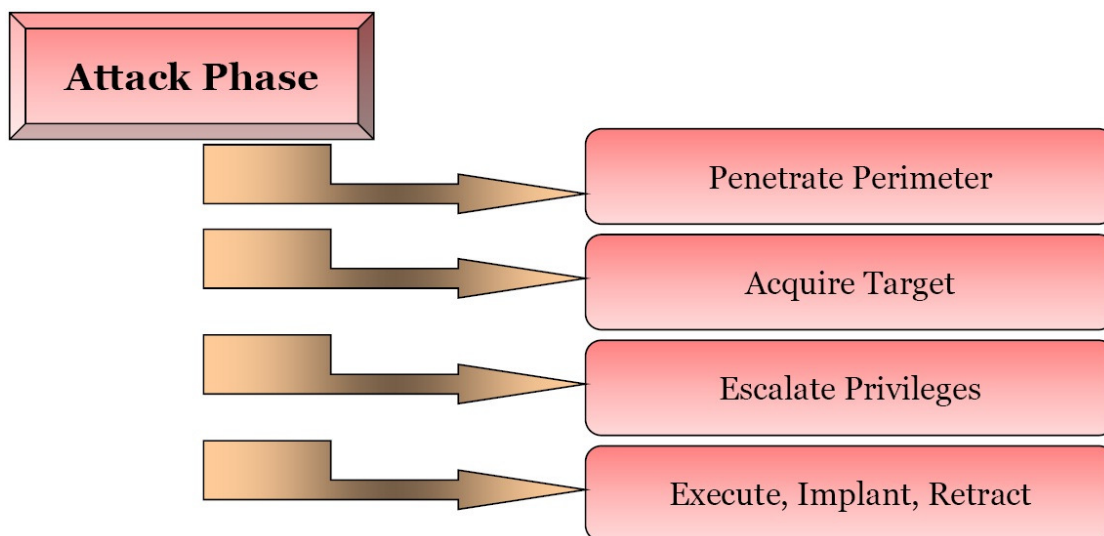 Attack Phase
Penetrate Perimeter
Acquire Target
Escalate Privileges
Execute, Implant, Retract